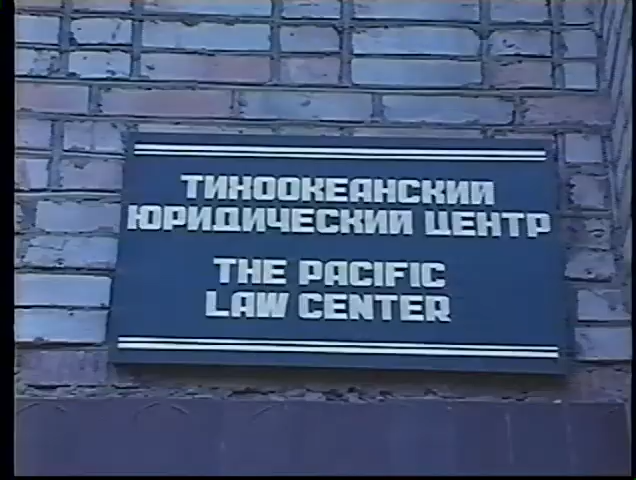 ТИХООКЕАНСКИЙ
ЮРИДИЧЕСКИЙ ЦЕНТР
THE PACIFIC
LAW CENTER